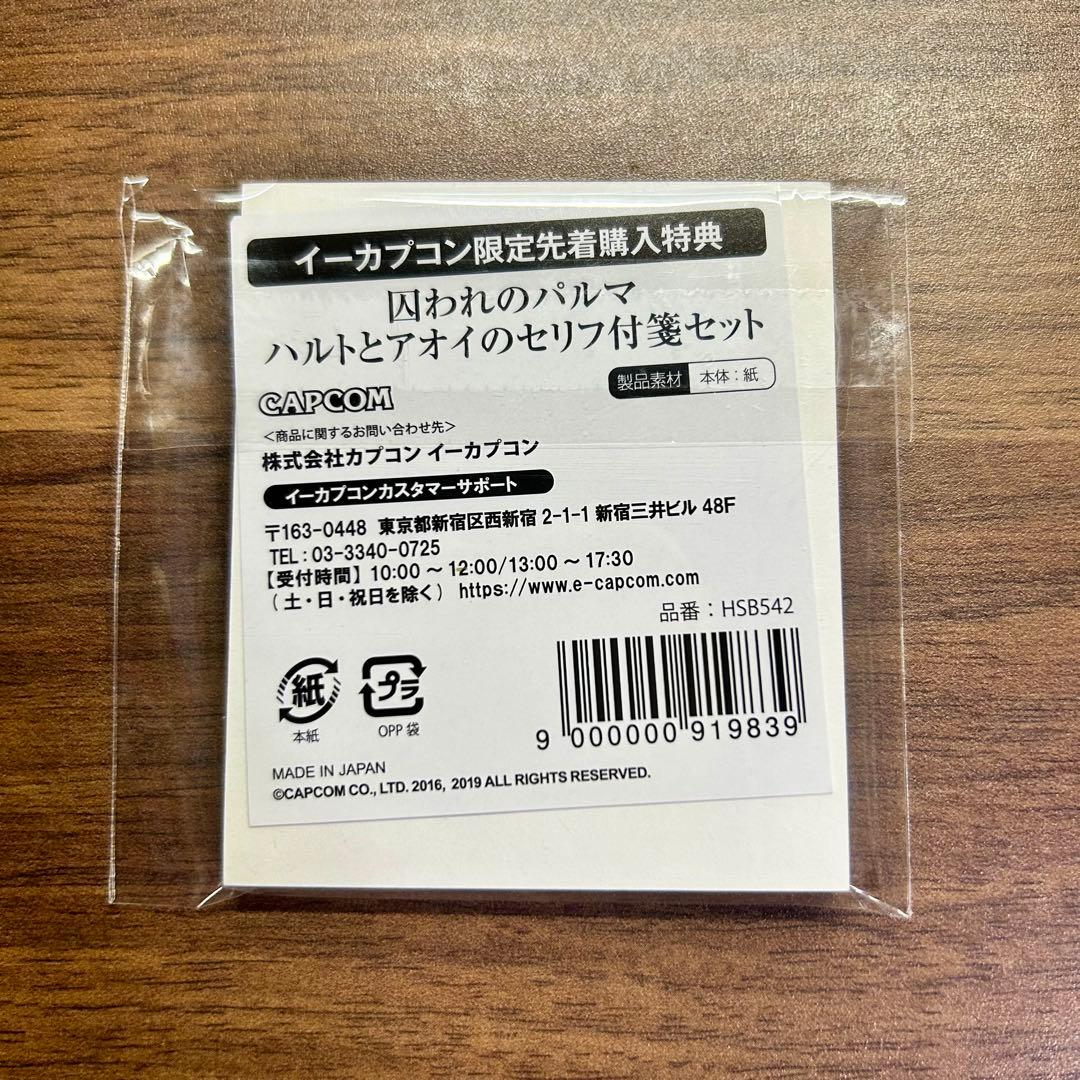 イーカプコン限定先着購入特典
囚われのパルマ
ハルトとアオイのセリフ付箋セット
製品素材 本体：紙
CAPCOM
＜商品に関するお問い合わせ先＞
株式会社カプコン イーカプコン
イーカプコンカスタマーサポート
〒163-0448 東京都新宿区西新宿 2-1-1 新宿三井ビル 48F
TEL：03-3340-0725
【受付時間】10:00～12:00/13:00～17:30
（土・日・祝日を除く） https://www.e-capcom.com
品番：HSB542
紙
本紙
プラ
OPP 袋
9 000000 919839
MADE IN JAPAN
©CAPCOM CO., LTD. 2016, 2019 ALL RIGHTS RESERVED.